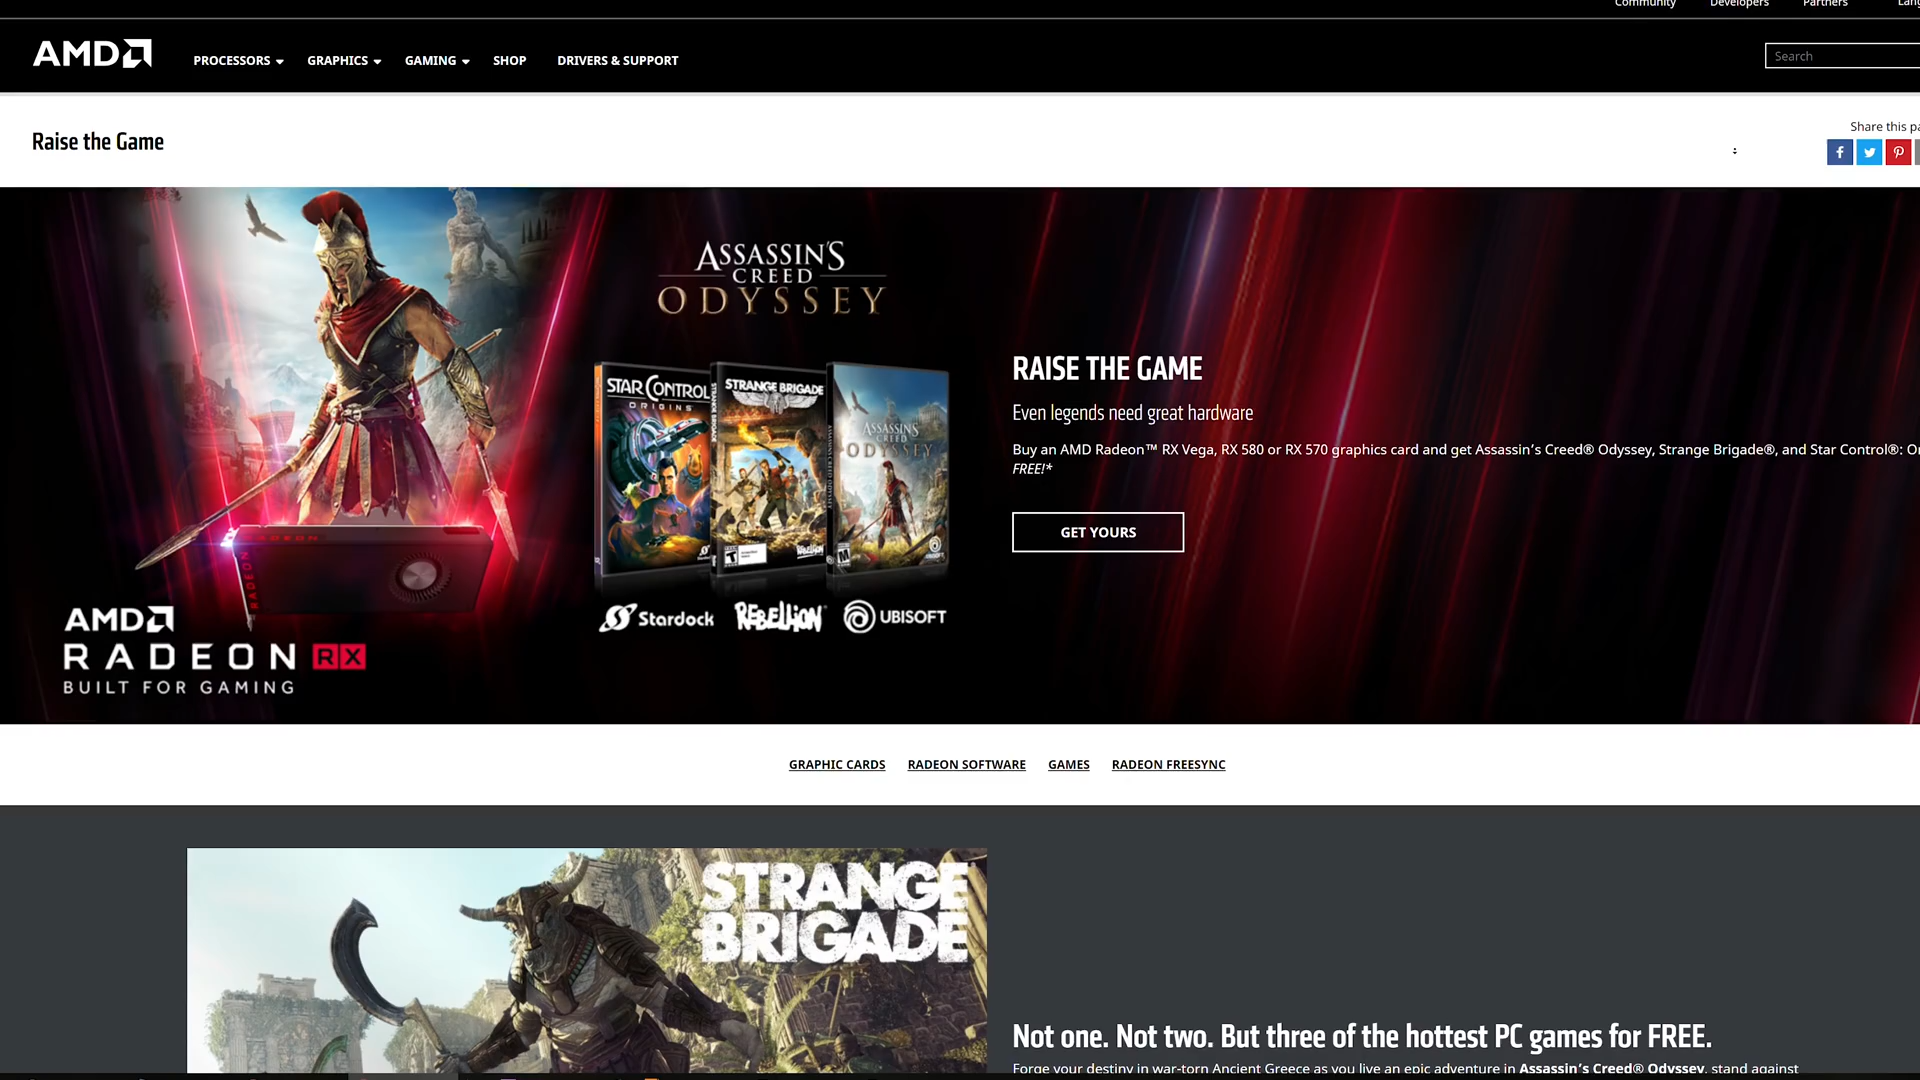 Community Developers Partners
AMD
PROCESSORS GRAPHICS GAMING SHOP DRIVERS & SUPPORT
Search
Raise the Game
Share this
ASSASSIN'S
CREED
ODYSSEY
STAR CONTROL
ORIGINS
STRANGE BRIGADE
STRANGE BRIGADE
ASSASSIN'S
CREED
ODYSSEY
RAISE THE GAME
Even legends need great hardware
Buy an AMD Radeon™ RX Vega, RX 580 or RX 570 graphics card and get Assassin's Creed® Odyssey, Strange Brigade®, and Star Control®:
FREE!*
GET YOURS
RADEON
RADEON
Stardock REBELLION UBISOFT
AMD
RADEON RX
BUILT FOR GAMING
GRAPHIC CARDS RADEON SOFTWARE GAMES RADEON FREESYNC
STRANGE
BRIGADE
Not one. Not two. But three of the hottest PC games for FREE.
Forge your destiny in war-torn Ancient Greece as you live an epic adventure in Assassin's Creed® Odyssey, stand against